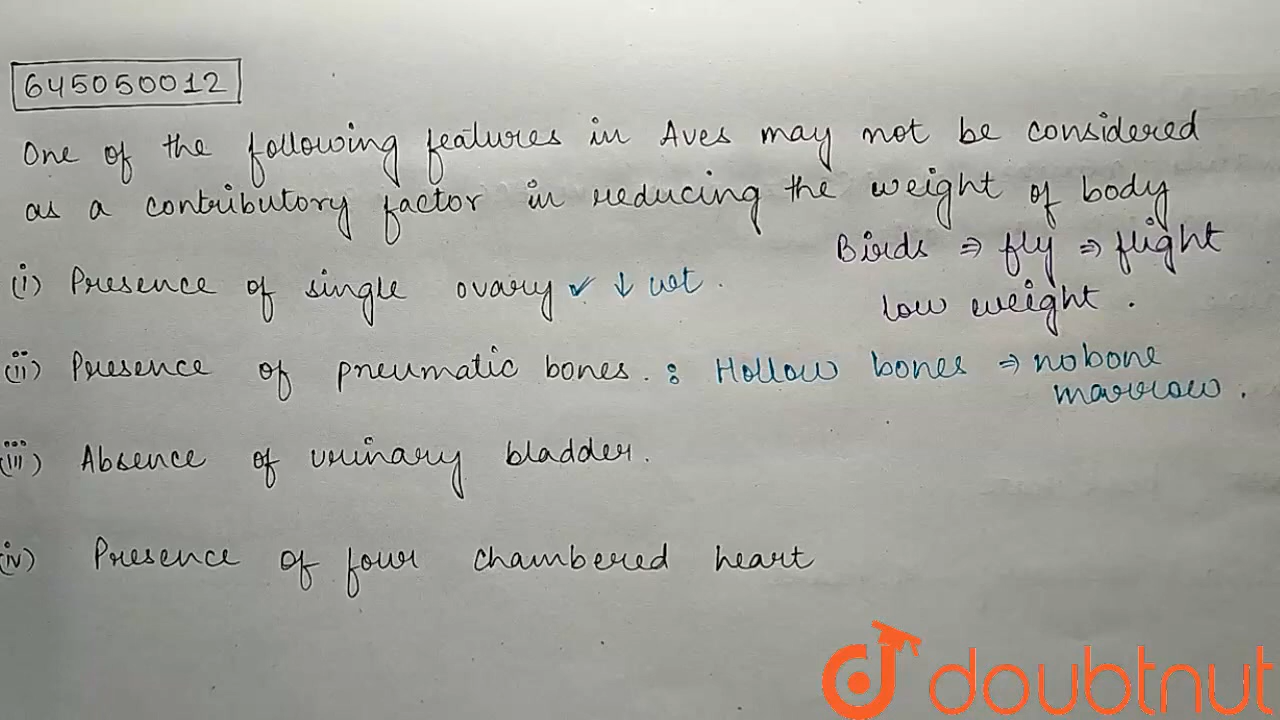 645050012
One of the following features in Aves may not be considered
as a contributory factor in reducing the weight of body
Birds ⇒ fly ⇒ flight
(i) Presence of single ovary ✓ ↓ wt.
low weight.
(ii) Presence of pneumatic bones. : Hollow bones ⇒ no bone
marrow.
(iii) Absence of urinary bladder.
(iv) Presence of four chambered heart
doubtnut